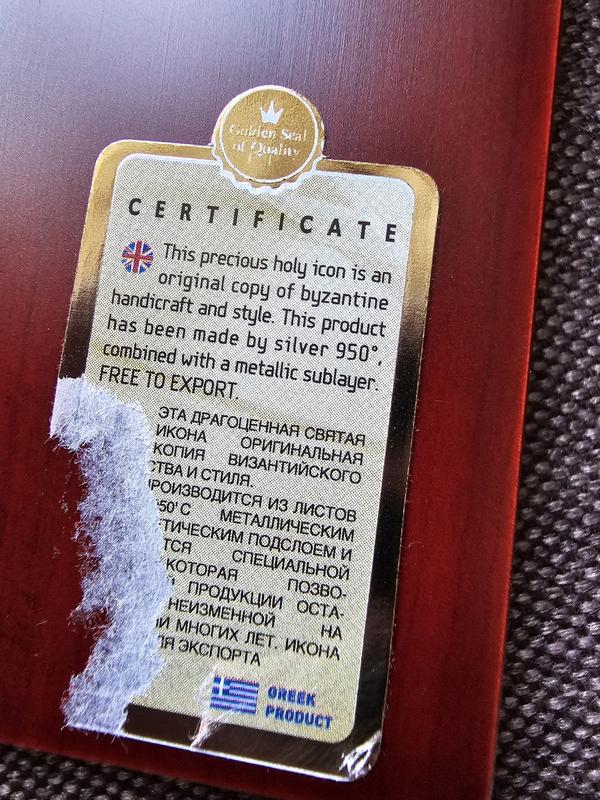 Golden Seal
of Quality
CERTIFICATE
This precious holy icon is an
original copy of byzantine
handicraft and style. This product
has been made by silver 950°,
combined with a metallic sublayer.
FREE TO EXPORT.
ЭТА ДРАГОЦЕННАЯ СВЯТАЯ
ИКОНА ОРИГИНАЛЬНАЯ
КОПИЯ ВИЗАНТИЙСКОГО
СТВА И СТИЛЯ.
РОИЗВОДИТСЯ ИЗ ЛИСТОВ
950°С МЕТАЛЛИЧЕСКИМ
ТИЧЕСКИМ ПОДСЛОЕМ И
ТСЯ СПЕЦИАЛЬНОЙ
КОТОРАЯ ПОЗВО-
ПРОДУКЦИИ ОСТА-
НЕИЗМЕННОЙ НА
МНОГИХ ЛЕТ. ИКОНА
ЛЯ ЭКСПОРТА
GREEK
PRODUCT